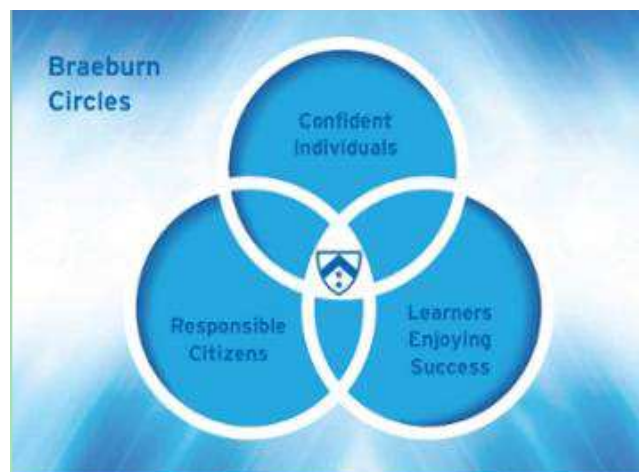 Braeburn
Circles
Confident
Individuals
Responsible
Citizens
Learners
Enjoying
Success